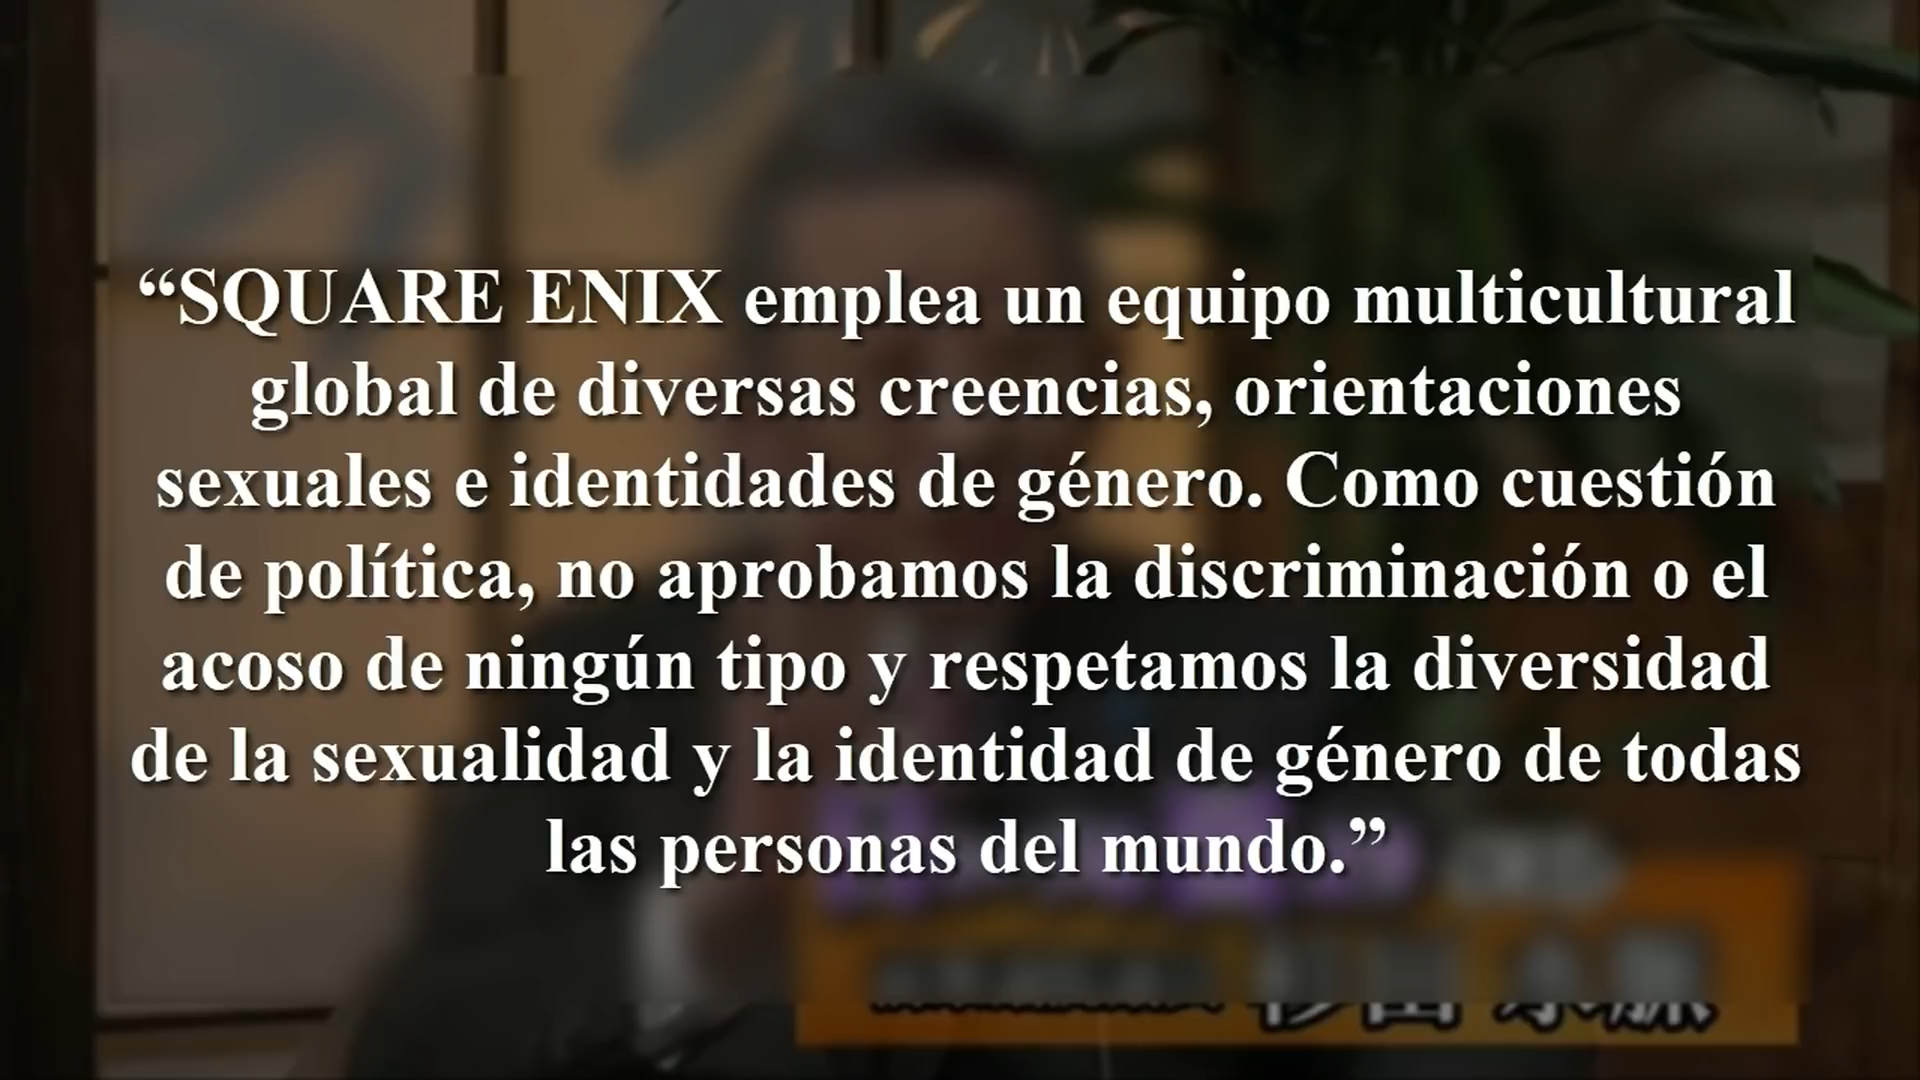 “SQUARE ENIX emplea un equipo multicultural
global de diversas creencias, orientaciones
sexuales e identidades de género. Como cuestión
de política, no aprobamos la discriminación o el
acoso de ningún tipo y respetamos la diversidad
de la sexualidad y la identidad de género de todas
las personas del mundo.”